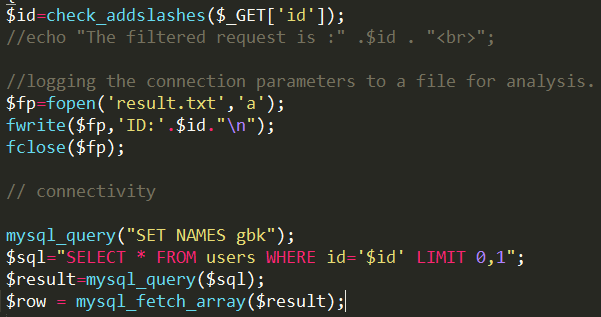 $id=check_addslashes($_GET['id']);
//echo "The filtered request is :" .$id . "<br>";
//logging the connection parameters to a file for analysis.
$fp=fopen('result.txt','a');
fwrite($fp,'ID:'.$id."\n");
fclose($fp);
// connectivity
mysql_query("SET NAMES gbk");
$sql="SELECT * FROM users WHERE id='$id' LIMIT 0,1";
$result=mysql_query($sql);
$row = mysql_fetch_array($result);